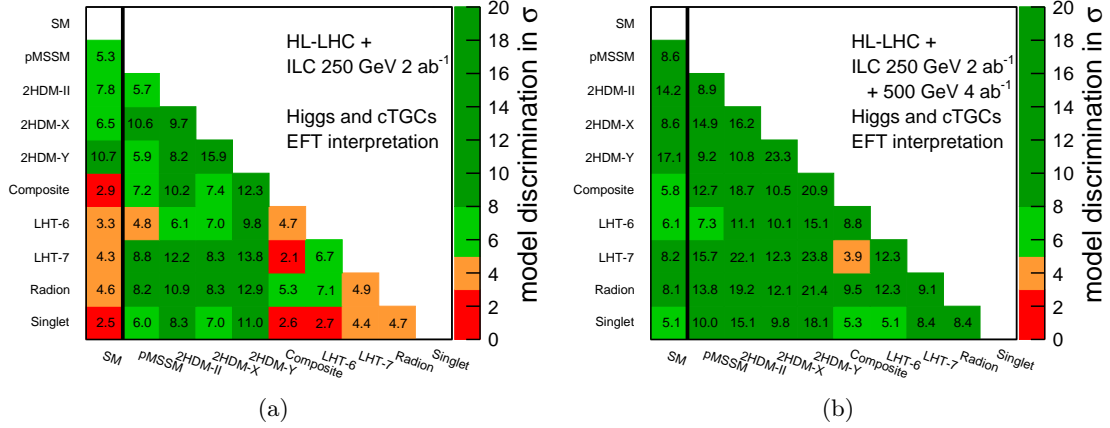 SM
pMSSM 5.3
2HDM-II 7.8 5.7
2HDM-X 6.5 10.6 9.7
2HDM-Y 10.7 5.9 8.2 15.9
Composite 2.9 7.2 10.2 7.4 12.3
LHT-6 3.3 4.8 6.1 7.0 9.8 4.7
LHT-7 4.3 8.8 12.2 8.3 13.8 2.1 6.7
Radion 4.6 8.2 10.9 8.3 12.9 5.3 7.1 4.9
Singlet 2.5 6.0 8.3 7.0 11.0 2.6 2.7 4.4 4.7
SM pMSSM 2HDM-II 2HDM-X 2HDM-Y Composite LHT-6 LHT-7 Radion Singlet
HL-LHC +
ILC 250 GeV 2 ab⁻¹
Higgs and cTGCs
EFT interpretation
20
18
16
14
12
10
8
6
4
2
0
model discrimination in σ
(a)
SM
pMSSM 8.6
2HDM-II 14.2 8.9
2HDM-X 8.6 14.9 16.2
2HDM-Y 17.1 9.2 10.8 23.3
Composite 5.8 12.7 18.7 10.5 20.9
LHT-6 6.1 7.3 11.1 10.1 15.1 8.8
LHT-7 8.2 15.7 22.1 12.3 23.8 3.9 12.3
Radion 8.1 13.8 19.2 12.1 21.4 9.5 12.3 9.1
Singlet 5.1 10.0 15.1 9.8 18.1 5.3 5.1 8.4 8.4
SM pMSSM 2HDM-II 2HDM-X 2HDM-Y Composite LHT-6 LHT-7 Radion Singlet
HL-LHC +
ILC 250 GeV 2 ab⁻¹
+ 500 GeV 4 ab⁻¹
Higgs and cTGCs
EFT interpretation
20
18
16
14
12
10
8
6
4
2
0
model discrimination in σ
(b)